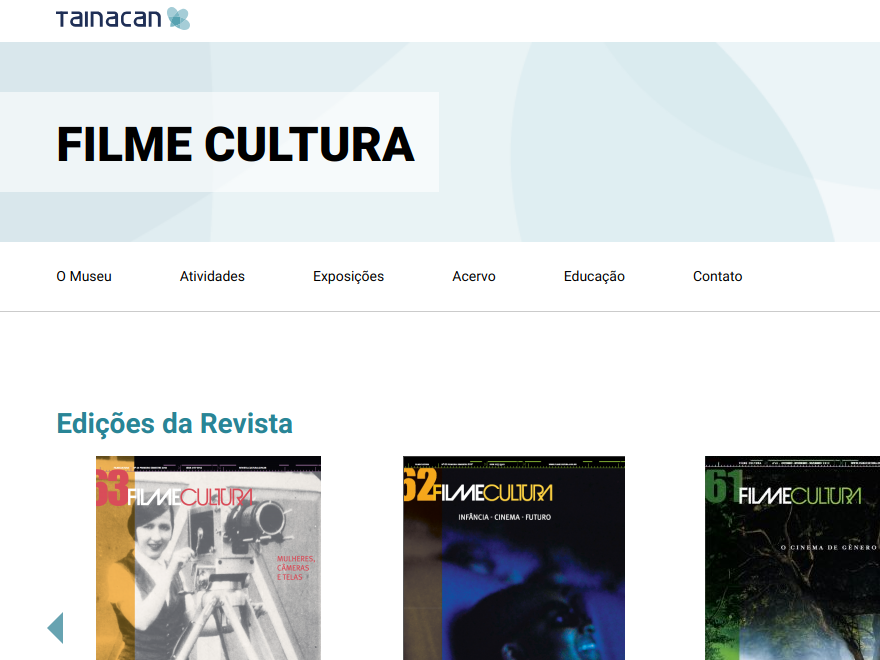 TAINACAN
FILME CULTURA
O Museu Atividades Exposições Acervo Educação Contato
Edições da Revista
63 FILMECULTURA
MULHERES,
CÂMERAS
E TELAS ?
62 FILMECULTURA
INFÂNCIA · CINEMA · FUTURO
61 FILMECULTURA
O CINEMA DE GÊNERO